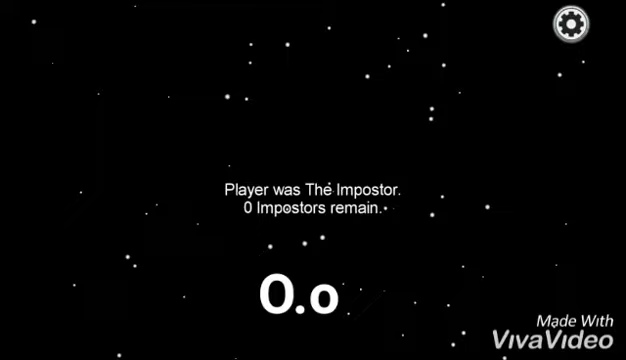 Player was The Impostor.
0 Impostors remain.
O.o
Made With
VivaVideo